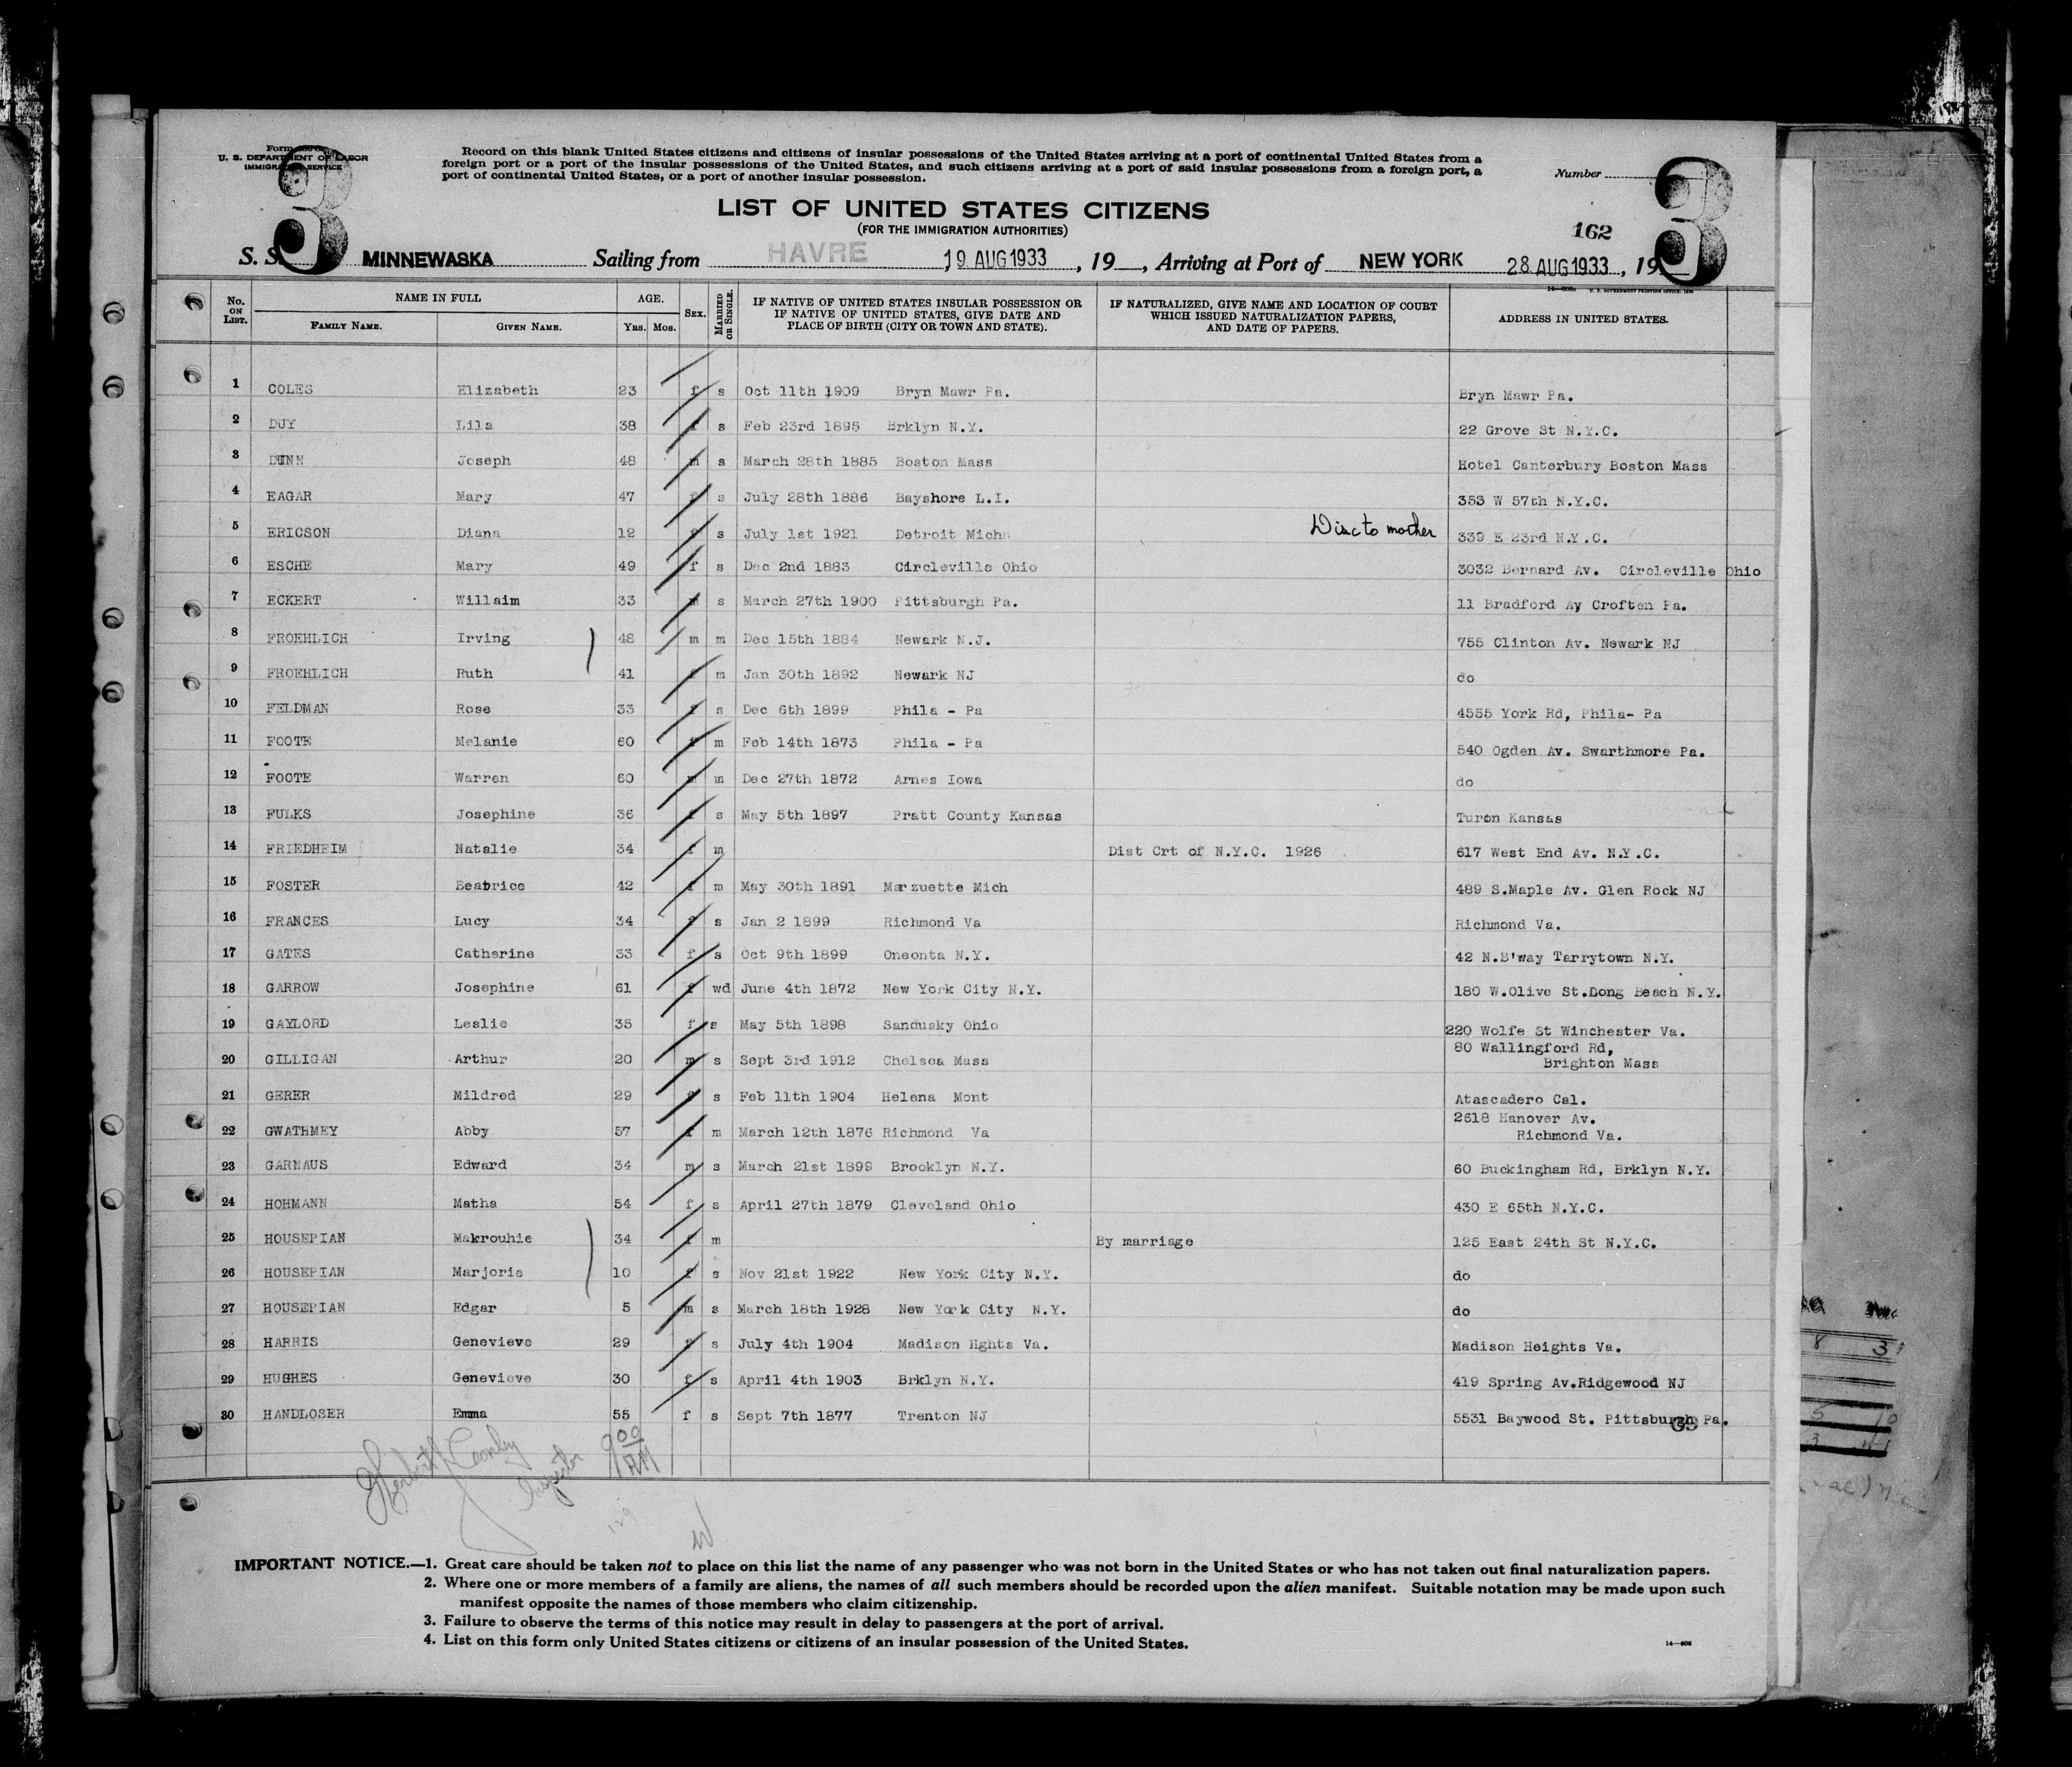 Form
U. S. DEPARTMENT OF LABOR
IMMIGRATION SERVICE
3
Record on this blank United States citizens and citizens of insular possessions of the United States arriving at a port of continental United States from a
foreign port or a port of the insular possessions of the United States, and such citizens arriving at a port of said insular possessions from a foreign port, a
port of continental United States, or a port of another insular possession.
Number
3
LIST OF UNITED STATES CITIZENS
(FOR THE IMMIGRATION AUTHORITIES)
162
S. S. MINNEWASKA Sailing from HAVRE 19 AUG 1933, 19__, Arriving at Port of NEW YORK 28 AUG 1933, 19
No. ON LIST. NAME IN FULL FAMILY NAME. GIVEN NAME. AGE. YRS. MOS. SEX. MARRIED OR SINGLE. IF NATIVE OF UNITED STATES INSULAR POSSESSION OR IF NATIVE OF UNITED STATES, GIVE DATE AND PLACE OF BIRTH (CITY OR TOWN AND STATE). IF NATURALIZED, GIVE NAME AND LOCATION OF COURT WHICH ISSUED NATURALIZATION PAPERS, AND DATE OF PAPERS. ADDRESS IN UNITED STATES.
1 COLES Elizabeth 23 f s Oct 11th 1909 Bryn Mawr Pa. Bryn Mawr Pa.
2 DUY Lila 38 f s Feb 23rd 1895 Brklyn N.Y. 22 Grove St N.Y.C.
3 DUNN Joseph 48 m s March 28th 1885 Boston Mass Hotel Canterbury Boston Mass
4 EAGAR Mary 47 f s July 28th 1886 Bayshore L.I. 353 W 57th N.Y.C.
5 ERICSON Diana 12 f s July 1st 1921 Detroit Mich Disc to mother 339 E 23rd N.Y.C.
6 ESCHE Mary 49 f s Dec 2nd 1883 Circleville Ohio 3032 Bernard Av. Circleville Ohio
7 ECKERT Willaim 33 m s March 27th 1900 Pittsburgh Pa. 11 Bradford Ay Croften Pa.
8 FROEHLICH Irving 48 m m Dec 15th 1884 Newark N.J. 755 Clinton Av. Newark NJ
9 FROEHLICH Ruth 41 f m Jan 30th 1892 Newark NJ do
10 FELDMAN Rose 33 f s Dec 6th 1899 Phila - Pa 4555 York Rd, Phila- Pa
11 FOOTE Melanie 60 f m Feb 14th 1873 Phila - Pa 540 Ogden Av. Swarthmore Pa.
12 FOOTE Warren 60 m m Dec 27th 1872 Arnes Iowa do
13 FULKS Josephine 36 f s May 5th 1897 Pratt County Kansas Turon Kansas
14 FRIEDHEIM Natalie 34 f m Dist Crt of N.Y.C. 1926 617 West End Av. N.Y.C.
15 FOSTER Beatrice 42 f m May 30th 1891 Marzuette Mich 489 S.Maple Av. Glen Rock NJ
16 FRANCES Lucy 34 f s Jan 2 1899 Richmond Va Richmond Va.
17 GATES Catherine 33 f s Oct 9th 1899 Oneonta N.Y. 42 N.B'way Tarrytown N.Y.
18 GARROW Josephine 61 f wd June 4th 1872 New York City N.Y. 180 W.Olive St.Long Beach N.Y.
19 GAYLORD Leslie 35 f s May 5th 1898 Sandusky Ohio 220 Wolfe St Winchester Va.
20 GILLIGAN Arthur 20 m s Sept 3rd 1912 Chelsea Mass 80 Wallingford Rd,
Brighton Mass
21 GERER Mildred 29 f s Feb 11th 1904 Helena Mont Atascadero Cal.
22 GWATHMEY Abby 57 f m March 12th 1876 Richmond Va 2618 Hanover Av.
Richmond Va.
23 GARNAUS Edward 34 m s March 21st 1899 Brooklyn N.Y. 60 Buckingham Rd, Brklyn N.Y.
24 HOHMANN Matha 54 f s April 27th 1879 Cleveland Ohio 430 E 65th N.Y.C.
25 HOUSEPIAN Makrouhie 34 f m By marriage 125 East 24th St N.Y.C.
26 HOUSEPIAN Marjorie 10 f s Nov 21st 1922 New York City N.Y. do
27 HOUSEPIAN Edgar 5 m s March 18th 1928 New York City N.Y. do
28 HARRIS Genevieve 29 f s July 4th 1904 Madison Hghts Va. Madison Heights Va.
29 HUGHES Genevieve 30 f s April 4th 1903 Brklyn N.Y. 419 Spring Av.Ridgewood NJ
30 HANDLOSER Emma 55 f s Sept 7th 1877 Trenton NJ 5531 Baywood St. Pittsburgh Pa.
Inspector 9 00 AM
IMPORTANT NOTICE.—1. Great care should be taken not to place on this list the name of any passenger who was not born in the United States or who has not taken out final naturalization papers.
2. Where one or more members of a family are aliens, the names of all such members should be recorded upon the alien manifest. Suitable notation may be made upon such
manifest opposite the names of those members who claim citizenship.
3. Failure to observe the terms of this notice may result in delay to passengers at the port of arrival.
4. List on this form only United States citizens or citizens of an insular possession of the United States.